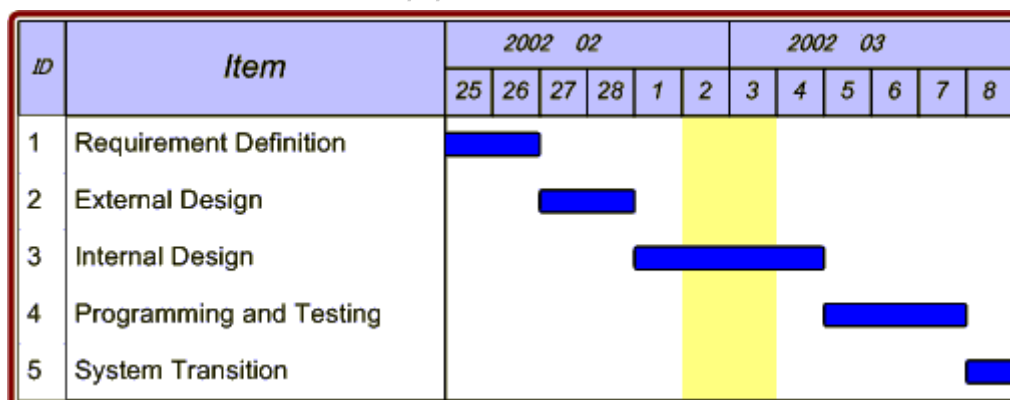 ID Item 2002 02 2002 03
25 26 27 28 1 2 3 4 5 6 7 8
1 Requirement Definition
2 External Design
3 Internal Design
4 Programming and Testing
5 System Transition